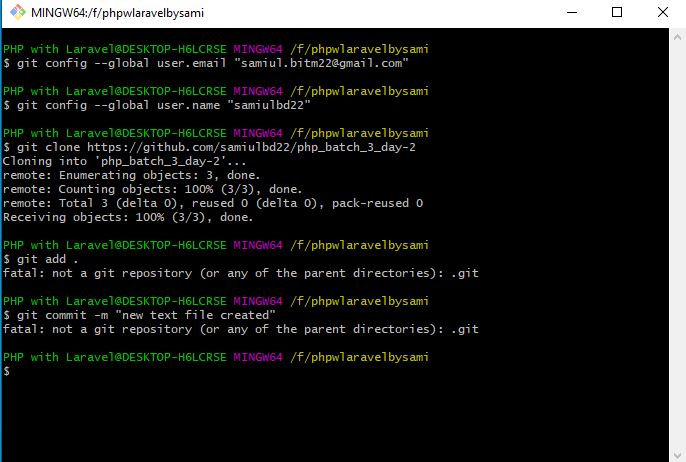 MINGW64:/f/phpwlaravelbysami
PHP with Laravel@DESKTOP-H6LCRSE MINGW64 /f/phpwlaravelbysami
$ git config --global user.email "samiul.bitm22@gmail.com"
PHP with Laravel@DESKTOP-H6LCRSE MINGW64 /f/phpwlaravelbysami
$ git config --global user.name "samiulbd22"
PHP with Laravel@DESKTOP-H6LCRSE MINGW64 /f/phpwlaravelbysami
$ git clone https://github.com/samiulbd22/php_batch_3_day-2
Cloning into 'php_batch_3_day-2'...
remote: Enumerating objects: 3, done.
remote: Counting objects: 100% (3/3), done.
remote: Total 3 (delta 0), reused 0 (delta 0), pack-reused 0
Receiving objects: 100% (3/3), done.
PHP with Laravel@DESKTOP-H6LCRSE MINGW64 /f/phpwlaravelbysami
$ git add .
fatal: not a git repository (or any of the parent directories): .git
PHP with Laravel@DESKTOP-H6LCRSE MINGW64 /f/phpwlaravelbysami
$ git commit -m "new text file created"
fatal: not a git repository (or any of the parent directories): .git
PHP with Laravel@DESKTOP-H6LCRSE MINGW64 /f/phpwlaravelbysami
$